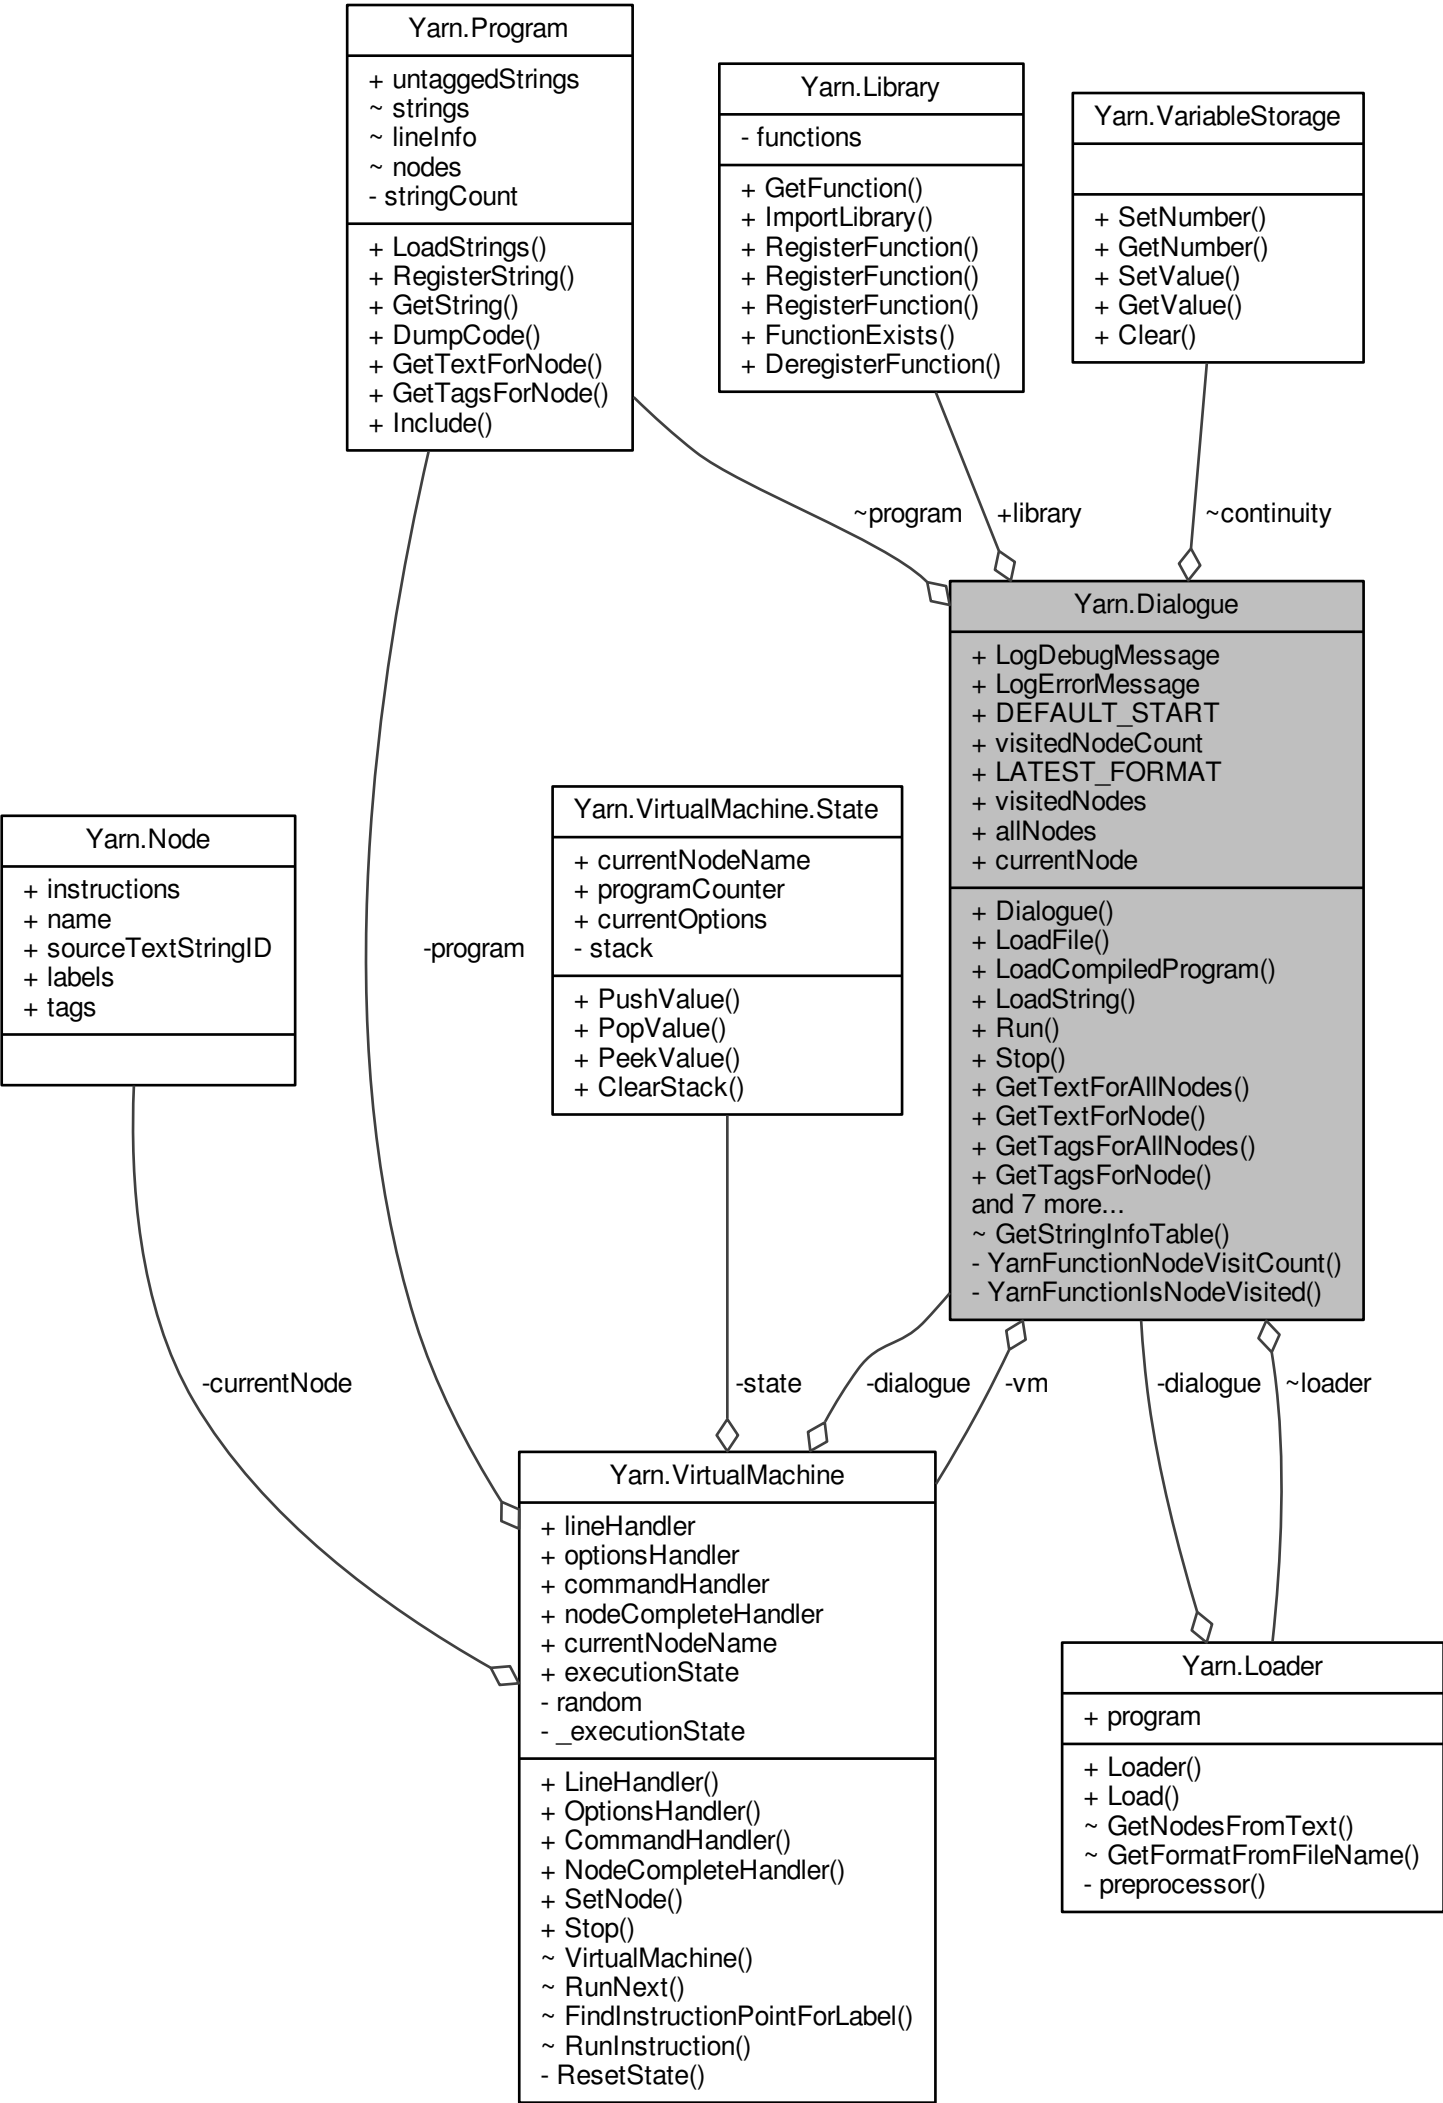 Yarn.Program
+ untaggedStrings
~ strings
~ lineInfo
~ nodes
- stringCount
+ LoadStrings()
+ RegisterString()
+ GetString()
+ DumpCode()
+ GetTextForNode()
+ GetTagsForNode()
+ Include()
Yarn.Library
- functions
+ GetFunction()
+ ImportLibrary()
+ RegisterFunction()
+ RegisterFunction()
+ RegisterFunction()
+ FunctionExists()
+ DeregisterFunction()
Yarn.VariableStorage
+ SetNumber()
+ GetNumber()
+ SetValue()
+ GetValue()
+ Clear()
~program
+library
~continuity
Yarn.Dialogue
+ LogDebugMessage
+ LogErrorMessage
+ DEFAULT_START
+ visitedNodeCount
+ LATEST_FORMAT
+ visitedNodes
+ allNodes
+ currentNode
+ Dialogue()
+ LoadFile()
+ LoadCompiledProgram()
+ LoadString()
+ Run()
+ Stop()
+ GetTextForAllNodes()
+ GetTextForNode()
+ GetTagsForAllNodes()
+ GetTagsForNode()
and 7 more...
~ GetStringInfoTable()
- YarnFunctionNodeVisitCount()
- YarnFunctionIsNodeVisited()
Yarn.Node
+ instructions
+ name
+ sourceTextStringID
+ labels
+ tags
-program
Yarn.VirtualMachine.State
+ currentNodeName
+ programCounter
+ currentOptions
- stack
+ PushValue()
+ PopValue()
+ PeekValue()
+ ClearStack()
-currentNode
-state
-dialogue
-vm
-dialogue
~loader
Yarn.VirtualMachine
+ lineHandler
+ optionsHandler
+ commandHandler
+ nodeCompleteHandler
+ currentNodeName
+ executionState
- random
- _executionState
+ LineHandler()
+ OptionsHandler()
+ CommandHandler()
+ NodeCompleteHandler()
+ SetNode()
+ Stop()
~ VirtualMachine()
~ RunNext()
~ FindInstructionPointForLabel()
~ RunInstruction()
- ResetState()
Yarn.Loader
+ program
+ Loader()
+ Load()
~ GetNodesFromText()
~ GetFormatFromFileName()
- preprocessor()